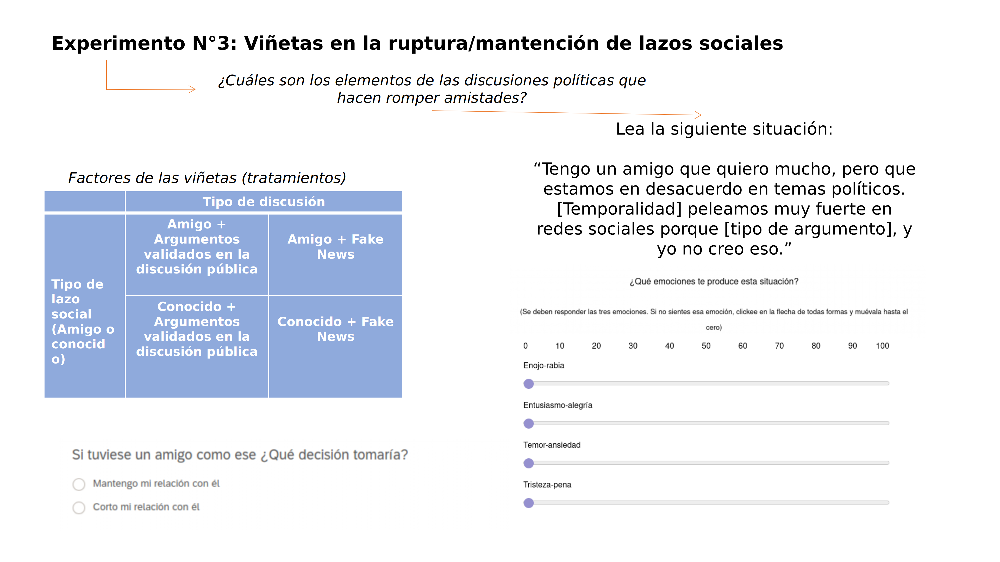 Experimento N°3: Viñetas en la ruptura/mantención de lazos sociales
¿Cuáles son los elementos de las discusiones políticas que
hacen romper amistades?
Lea la siguiente situación:
“Tengo un amigo que quiero mucho, pero que
estamos en desacuerdo en temas políticos.
[Temporalidad] peleamos muy fuerte en
redes sociales porque [tipo de argumento], y
yo no creo eso.”
Factores de las viñetas (tratamientos)
Tipo de discusión
Tipo de
lazo
social
(Amigo o
conocid
o)
Amigo +
Argumentos
validados en la
discusión pública
Amigo + Fake
News
Conocido +
Argumentos
validados en la
discusión pública
Conocido + Fake
News
¿Qué emociones te produce esta situación?
(Se deben responder las tres emociones. Si no sientes esa emoción, clickee en la flecha de todas formas y muévala hasta el
cero)
0 10 20 30 40 50 60 70 80 90 100
Enojo-rabia
Entusiasmo-alegría
Temor-ansiedad
Tristeza-pena
Si tuviese un amigo como ese ¿Qué decisión tomaría?
Mantengo mi relación con él
Corto mi relación con él